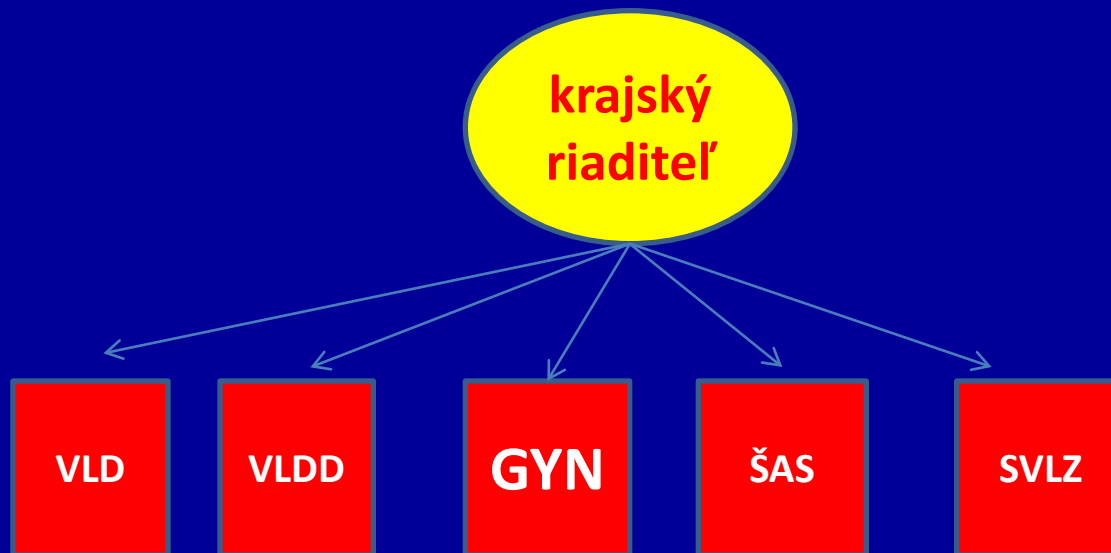 krajský
riaditeľ
VLD
VLDD
GYN
ŠAS
SVLZ